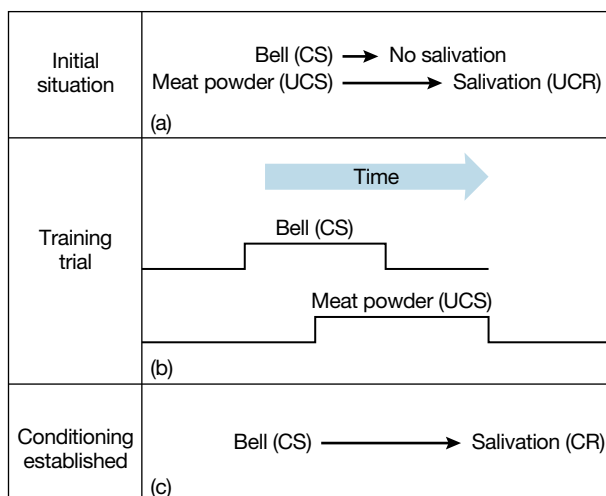 Initial
situation
Bell (CS) No salivation
Meat powder (UCS) Salivation (UCR)
(a)
Training
trial
Time
Bell (CS)
Meat powder (UCS)
(b)
Conditioning
established
Bell (CS) Salivation (CR)
(c)